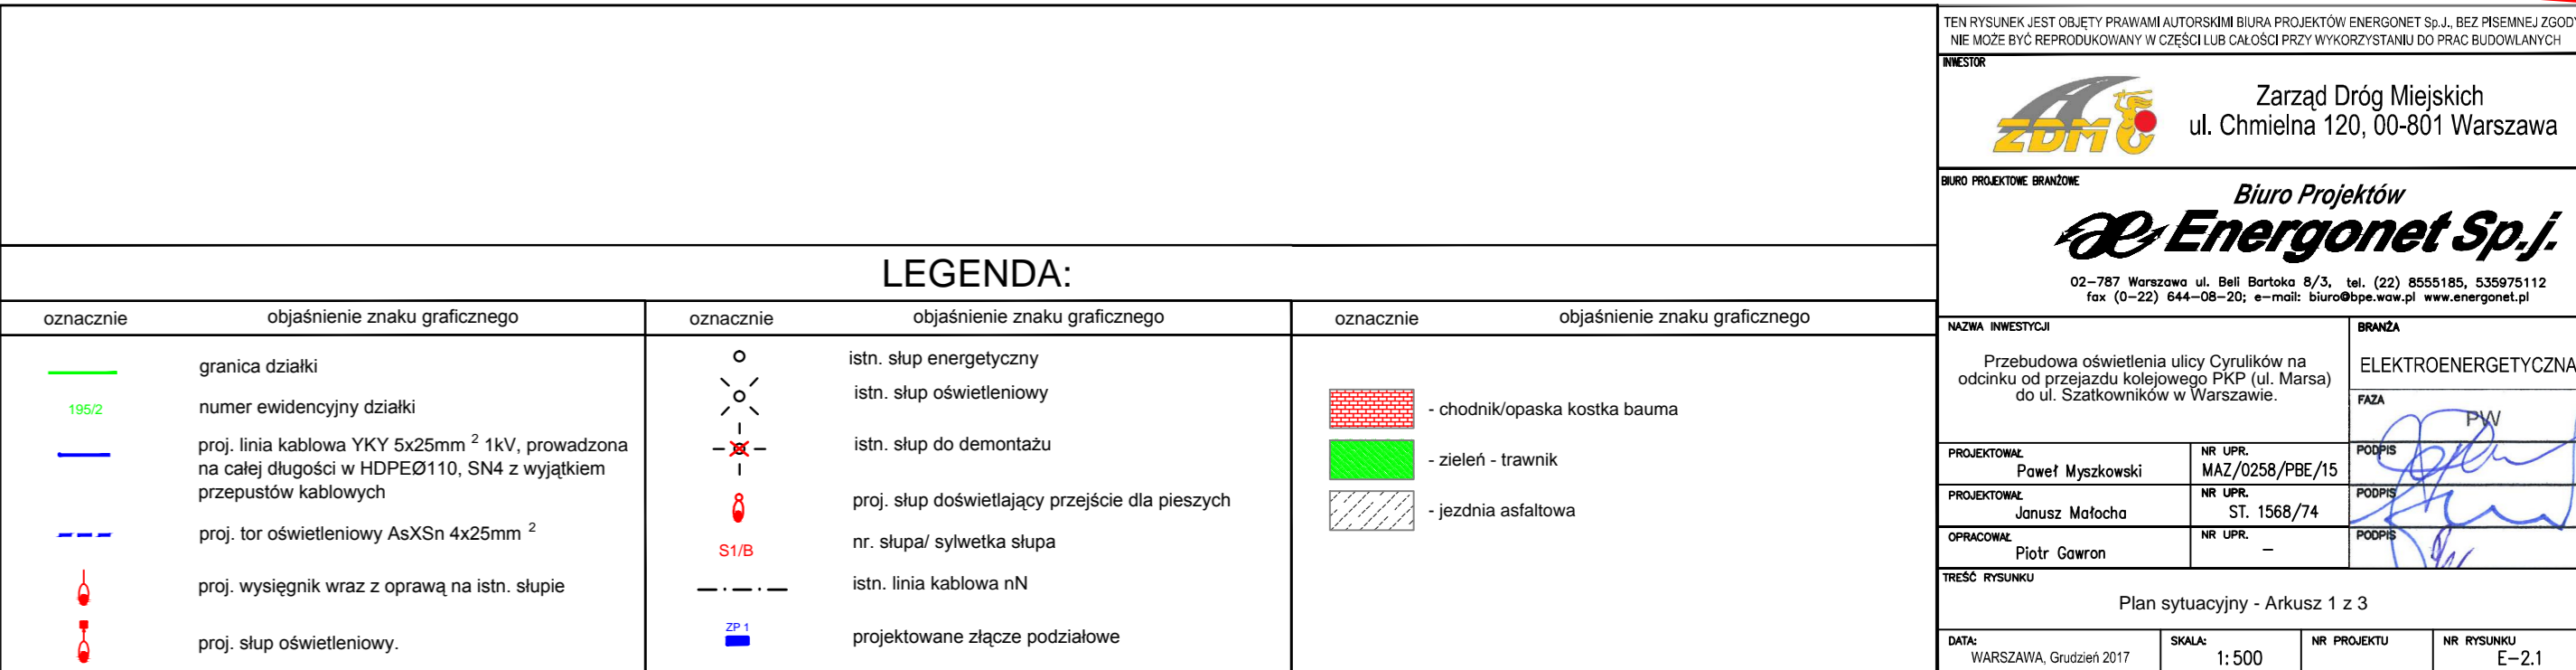 TEN RYSUNEK JEST OBJĘTY PRAWAMI AUTORSKIMI BIURA PROJEKTÓW ENERGONET Sp.J., BEZ PISEMNEJ ZGODY
NIE MOŻE BYĆ REPRODUKOWANY W CZĘŚCI LUB CAŁOŚCI PRZY WYKORZYSTANIU DO PRAC BUDOWLANYCH
INWESTOR
ZDM
Zarząd Dróg Miejskich
ul. Chmielna 120, 00-801 Warszawa
BIURO PROJEKTOWE BRANŻOWE
Biuro Projektów
Energonet Sp.j.
02-787 Warszawa ul. Beli Bartoka 8/3, tel. (22) 8555185, 535975112
fax (0-22) 644-08-20; e-mail: biuro@bpe.waw.pl www.energonet.pl
LEGENDA:
oznacznie objaśnienie znaku graficznego
granica działki
195/2 numer ewidencyjny działki
proj. linia kablowa YKY 5x25mm 2 1kV, prowadzona
na całej długości w HDPEØ110, SN4 z wyjątkiem
przepustów kablowych
proj. tor oświetleniowy AsXSn 4x25mm 2
proj. wysięgnik wraz z oprawą na istn. słupie
proj. słup oświetleniowy.
oznacznie objaśnienie znaku graficznego
istn. słup energetyczny
istn. słup oświetleniowy
istn. słup do demontażu
proj. słup doświetlający przejście dla pieszych
S1/B nr. słupa/ sylwetka słupa
istn. linia kablowa nN
ZP 1 projektowane złącze podziałowe
oznacznie objaśnienie znaku graficznego
- chodnik/opaska kostka bauma
- zieleń - trawnik
- jezdnia asfaltowa
NAZWA INWESTYCJI
Przebudowa oświetlenia ulicy Cyrulików na
odcinku od przejazdu kolejowego PKP (ul. Marsa)
do ul. Szatkowników w Warszawie.
BRANŻA
ELEKTROENERGETYCZNA
FAZA
PW
PROJEKTOWAŁ
Paweł Myszkowski
NR UPR.
MAZ/0258/PBE/15
PODPIS
PROJEKTOWAŁ
Janusz Małocha
NR UPR.
ST. 1568/74
PODPIS
OPRACOWAŁ
Piotr Gawron
NR UPR.
–
PODPIS
TREŚĆ RYSUNKU
Plan sytuacyjny - Arkusz 1 z 3
DATA:
WARSZAWA, Grudzień 2017
SKALA:
1:500
NR PROJEKTU
NR RYSUNKU
E-2.1